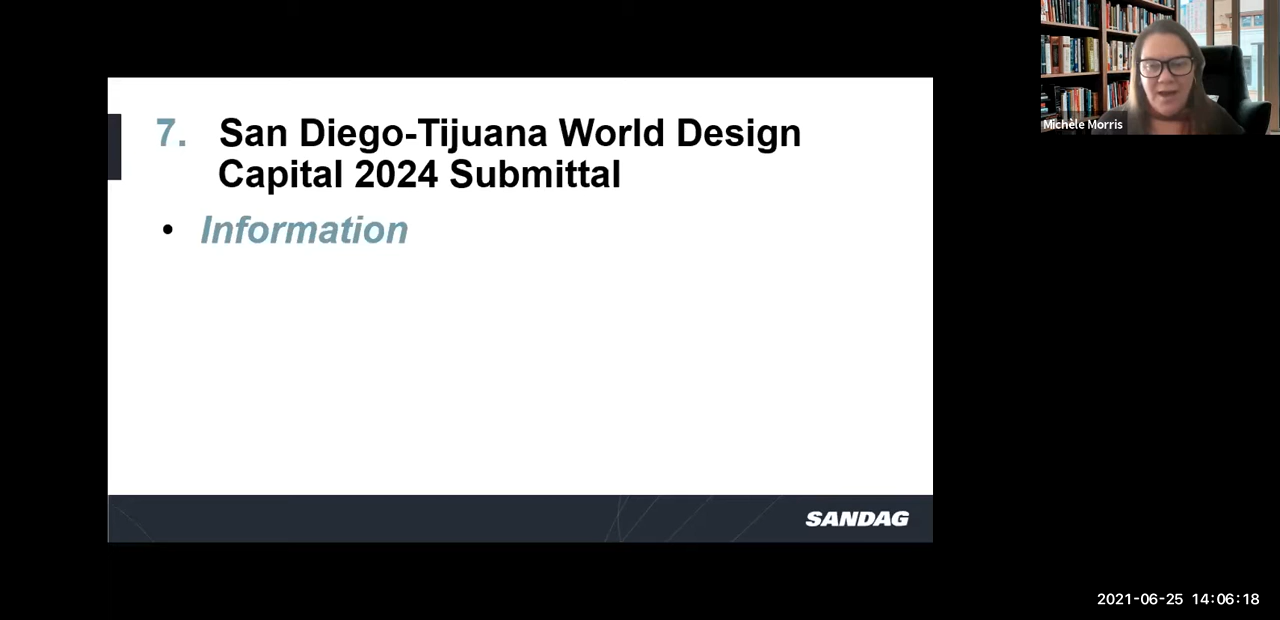 7. San Diego-Tijuana World Design
Capital 2024 Submittal
• Information
SANDAG
Michèle Morris
2021-06-25 14:06:18